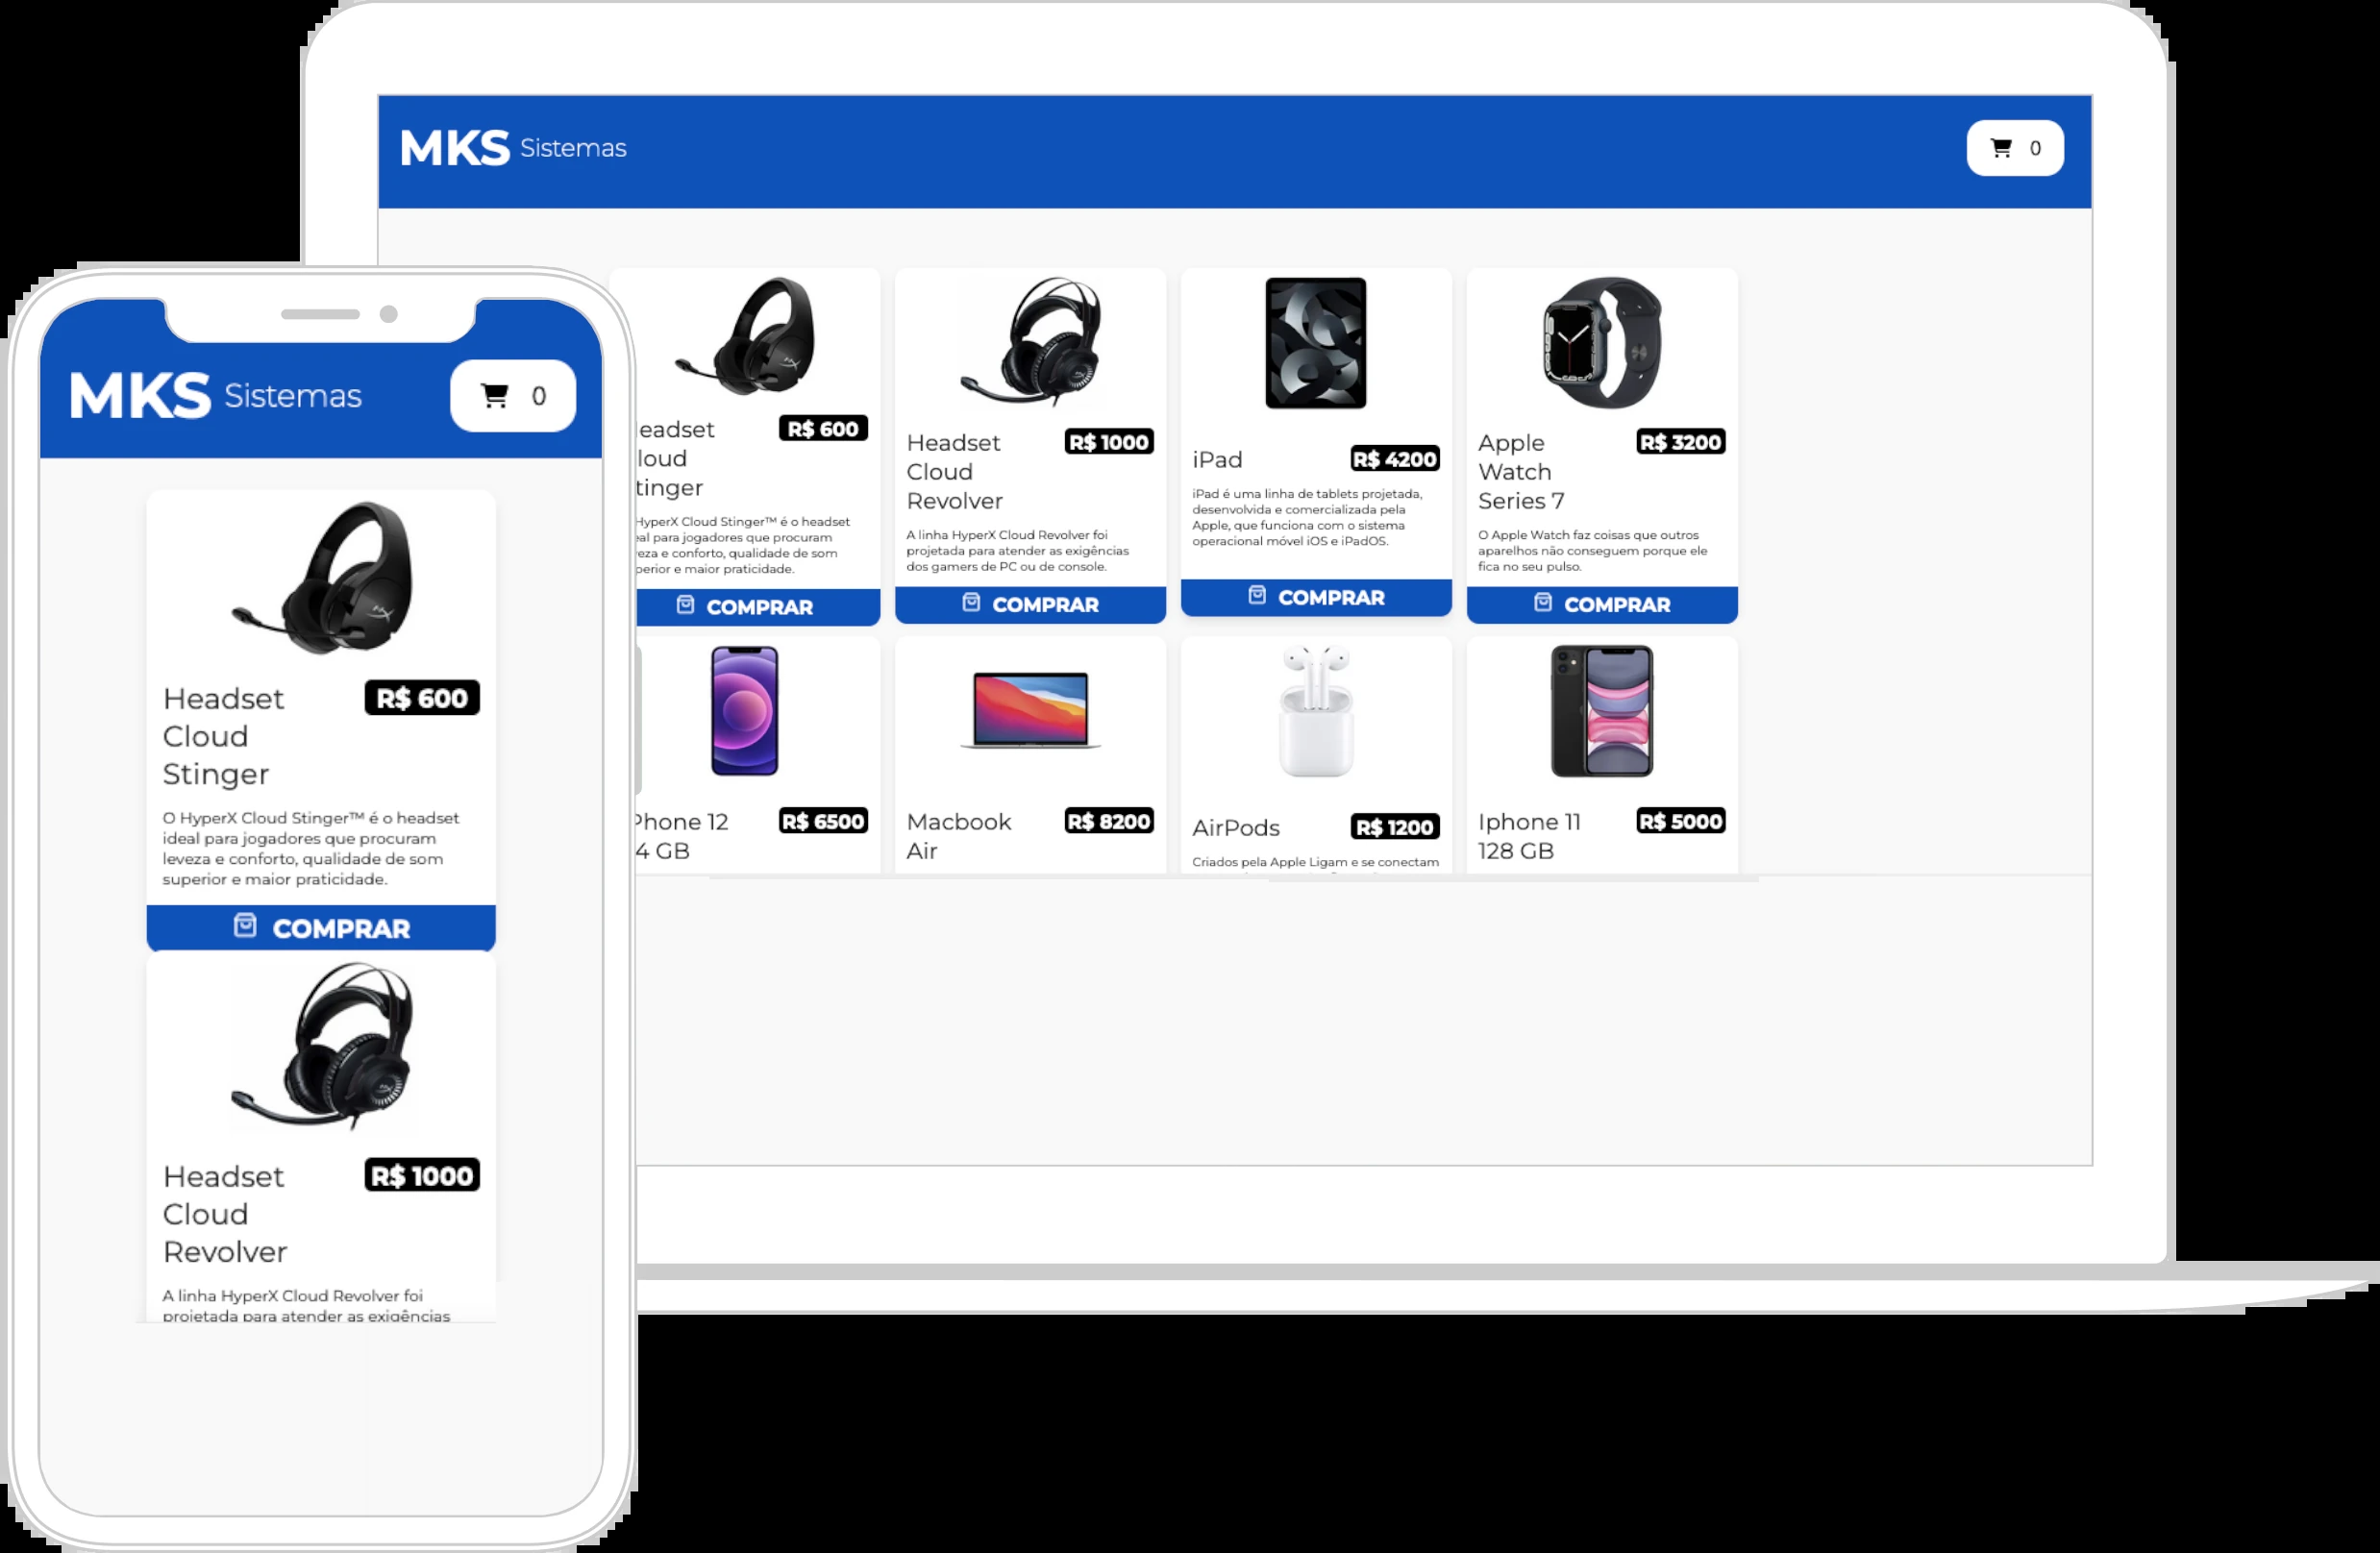 MKS Sistemas
0
eadset
loud
tinger
R$ 600
HyperX Cloud Stinger™ é o headset
eal para jogadores que procuram
eza e conforto, qualidade de som
perior e maior praticidade.
COMPRAR
Headset
Cloud
Revolver
R$ 1000
A linha HyperX Cloud Revolver foi
projetada para atender as exigências
dos gamers de PC ou de console.
COMPRAR
iPad
R$ 4200
iPad é uma linha de tablets projetada,
desenvolvida e comercializada pela
Apple, que funciona com o sistema
operacional móvel iOS e iPadOS.
COMPRAR
Apple
Watch
Series 7
R$ 3200
O Apple Watch faz coisas que outros
aparelhos não conseguem porque ele
fica no seu pulso.
COMPRAR
Phone 12
4 GB
R$ 6500
Macbook
Air
R$ 8200
AirPods
R$ 1200
Criados pela Apple Ligam e se conectam
Iphone 11
128 GB
R$ 5000
MKS Sistemas
0
Headset
Cloud
Stinger
R$ 600
O HyperX Cloud Stinger™ é o headset
ideal para jogadores que procuram
leveza e conforto, qualidade de som
superior e maior praticidade.
COMPRAR
Headset
Cloud
Revolver
R$ 1000
A linha HyperX Cloud Revolver foi
projetada para atender as exigências